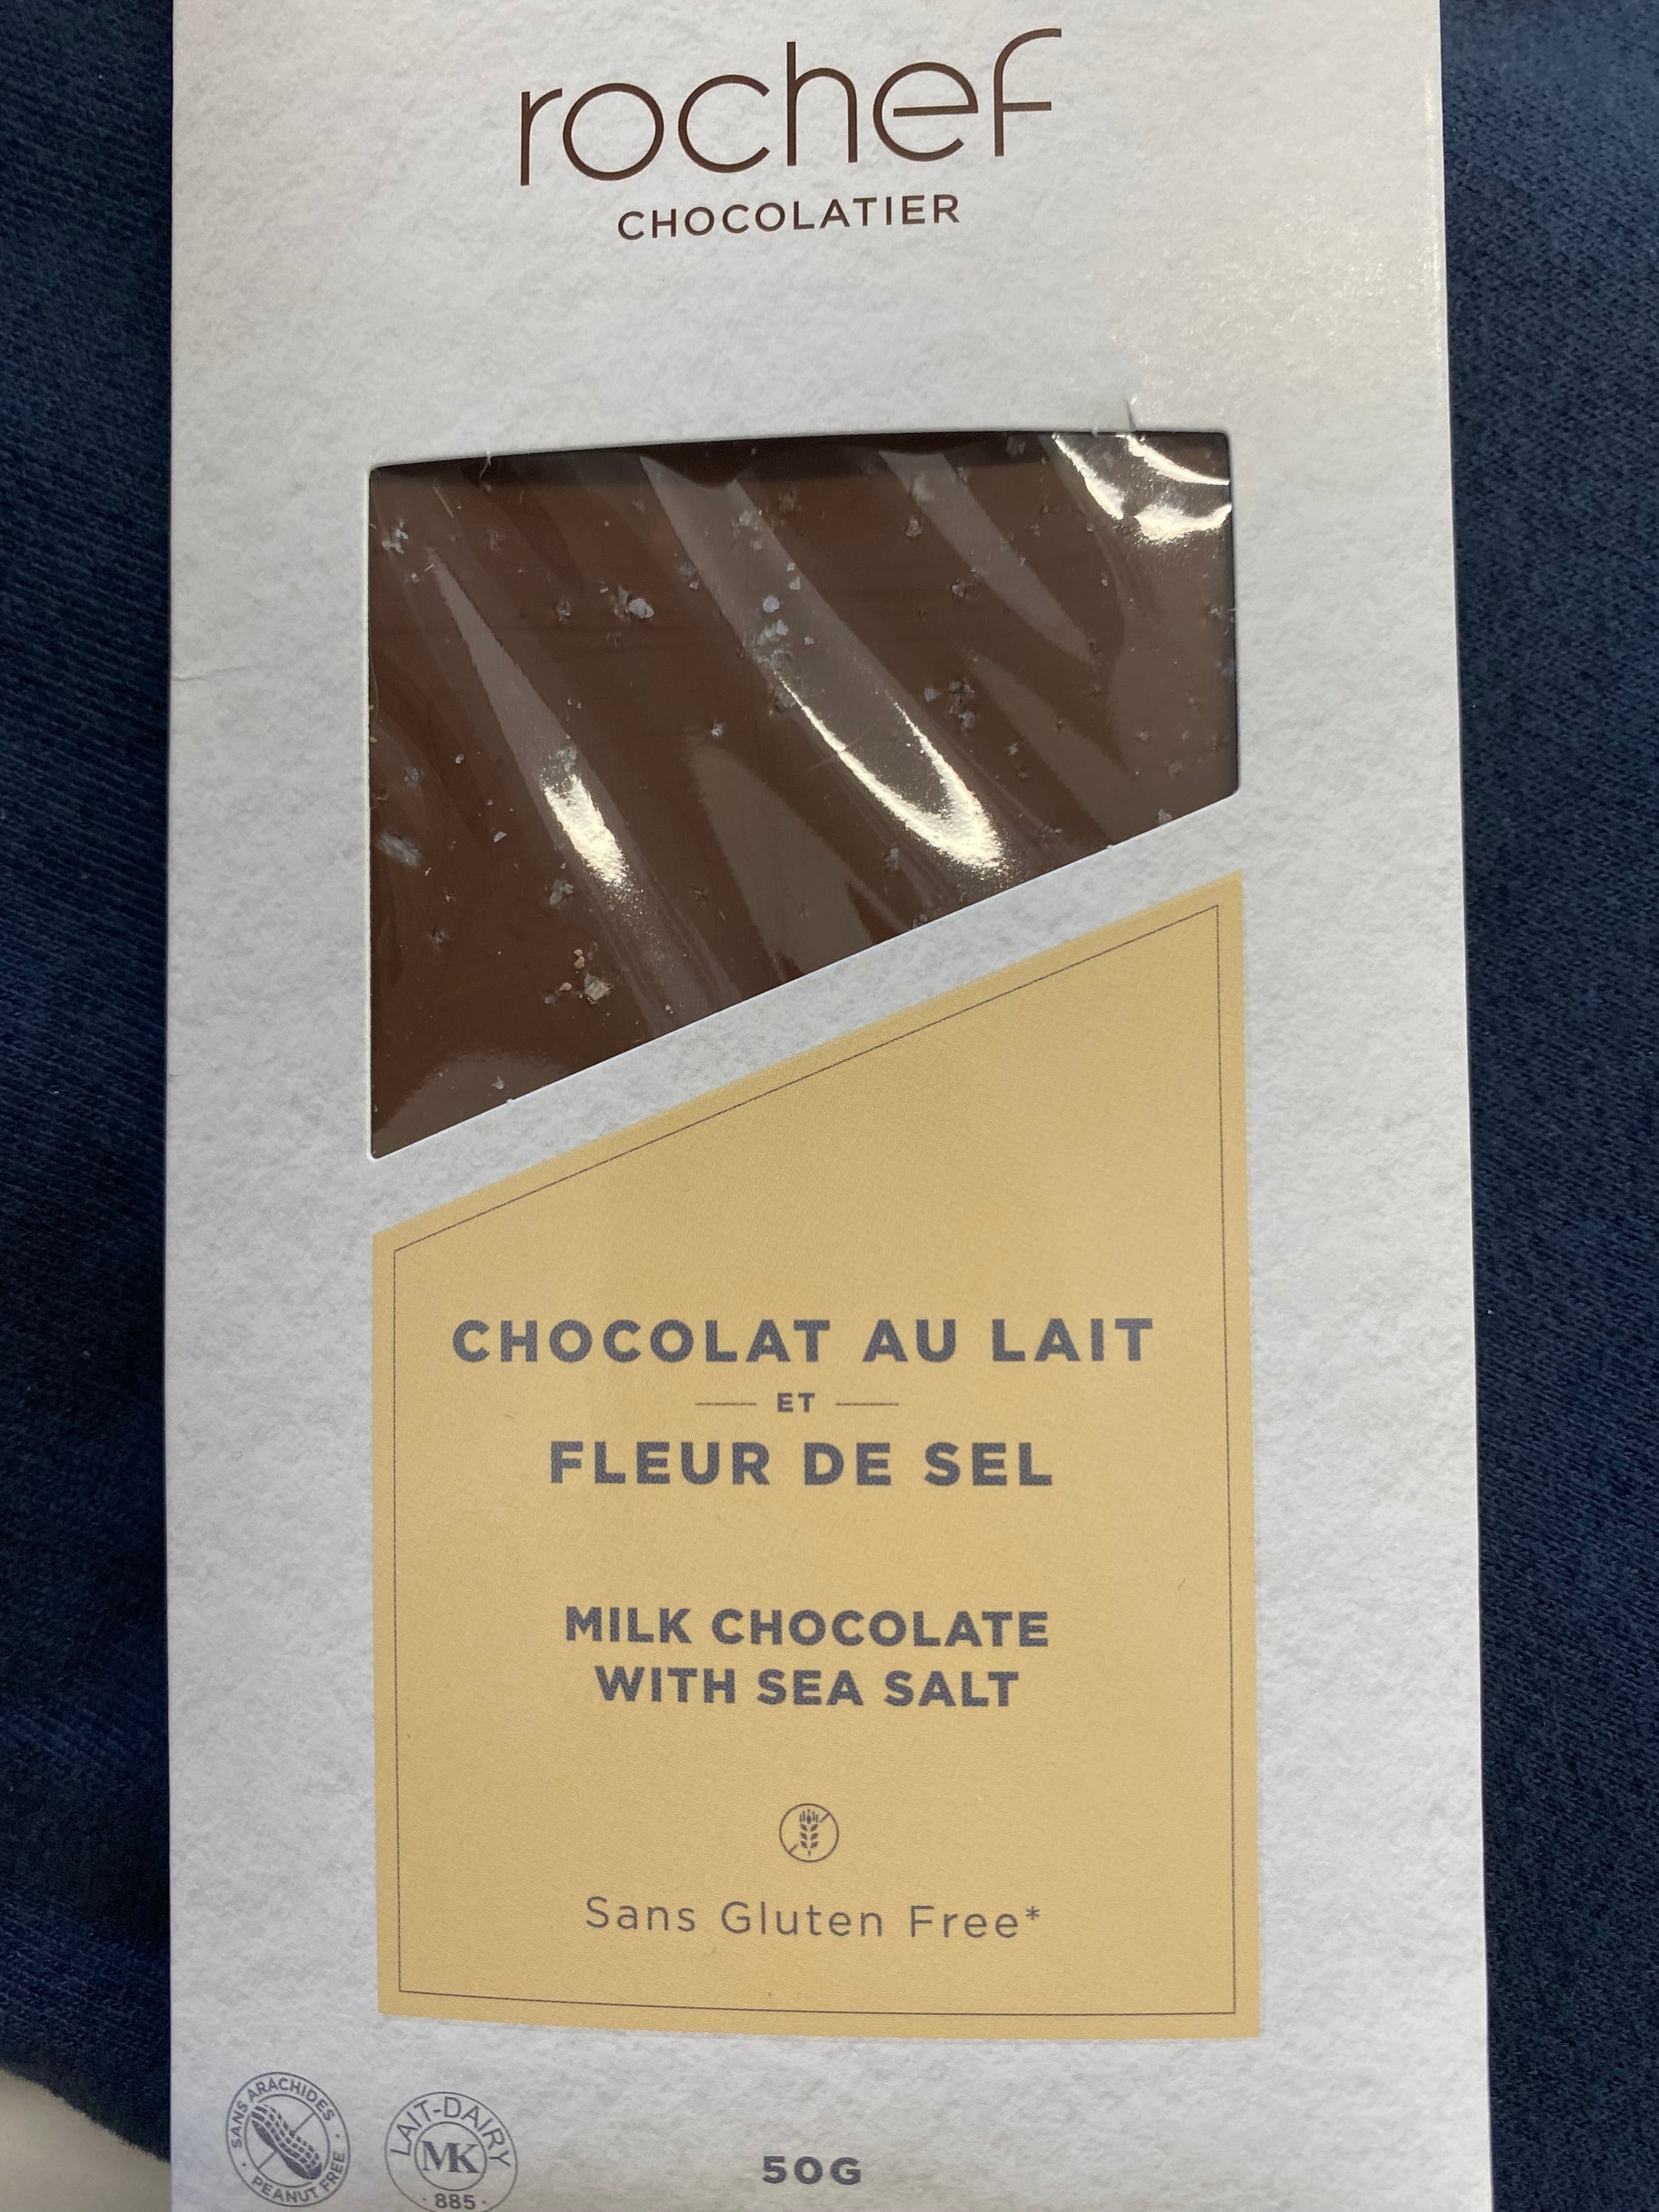 rochef
CHOCOLATIER
CHOCOLAT AU LAIT
ET
FLEUR DE SEL
MILK CHOCOLATE
WITH SEA SALT
Sans Gluten Free*
SANS ARACHIDES
PEANUT FREE
LAIT-DAIRY
MK
885
50G